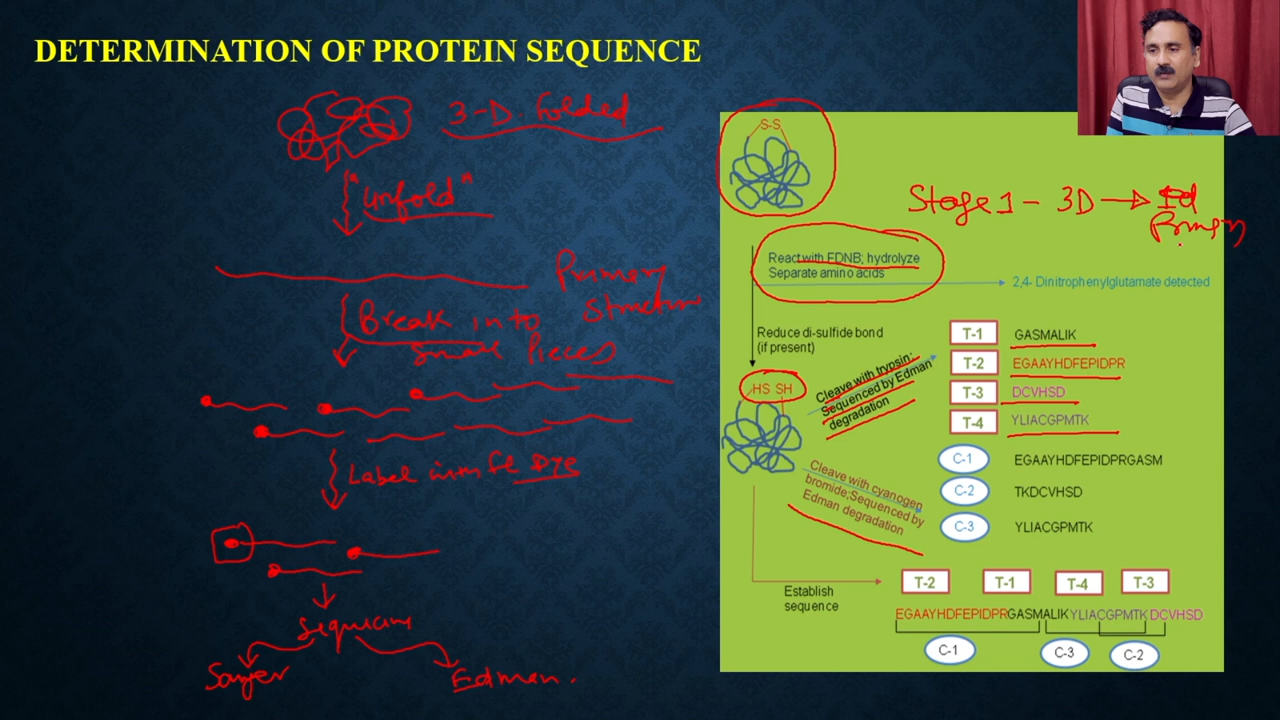 DETERMINATION OF PROTEIN SEQUENCE
3-D. Folded
"Unfold"
Primary
Structure
Break into
Small Pieces
Label with Fl Dye
Sequence
Sanger
Edman.
S-S
Stage 1 - 3D → Id
Primary
React with FDNB; hydrolyze
Separate amino acids
2,4- Dinitrophenylglutamate detected
Reduce di-sulfide bond
(if present)
HS SH
Cleave with trypsin;
Sequenced by Edman
degradation
T-1 GASMALIK
T-2 EGAAYHDFEPIDPR
T-3 DCVHSD
T-4 YLIACGPMTK
Cleave with cyanogen
bromide;Sequenced by
Edman degradation
C-1 EGAAYHDFEPIDPRGASM
C-2 TKDCVHSD
C-3 YLIACGPMTK
Establish
sequence
T-2 T-1 T-4 T-3
EGAAYHDFEPIDPRGASMALIKYLIACGPMTKDCVHSD
C-1 C-3 C-2